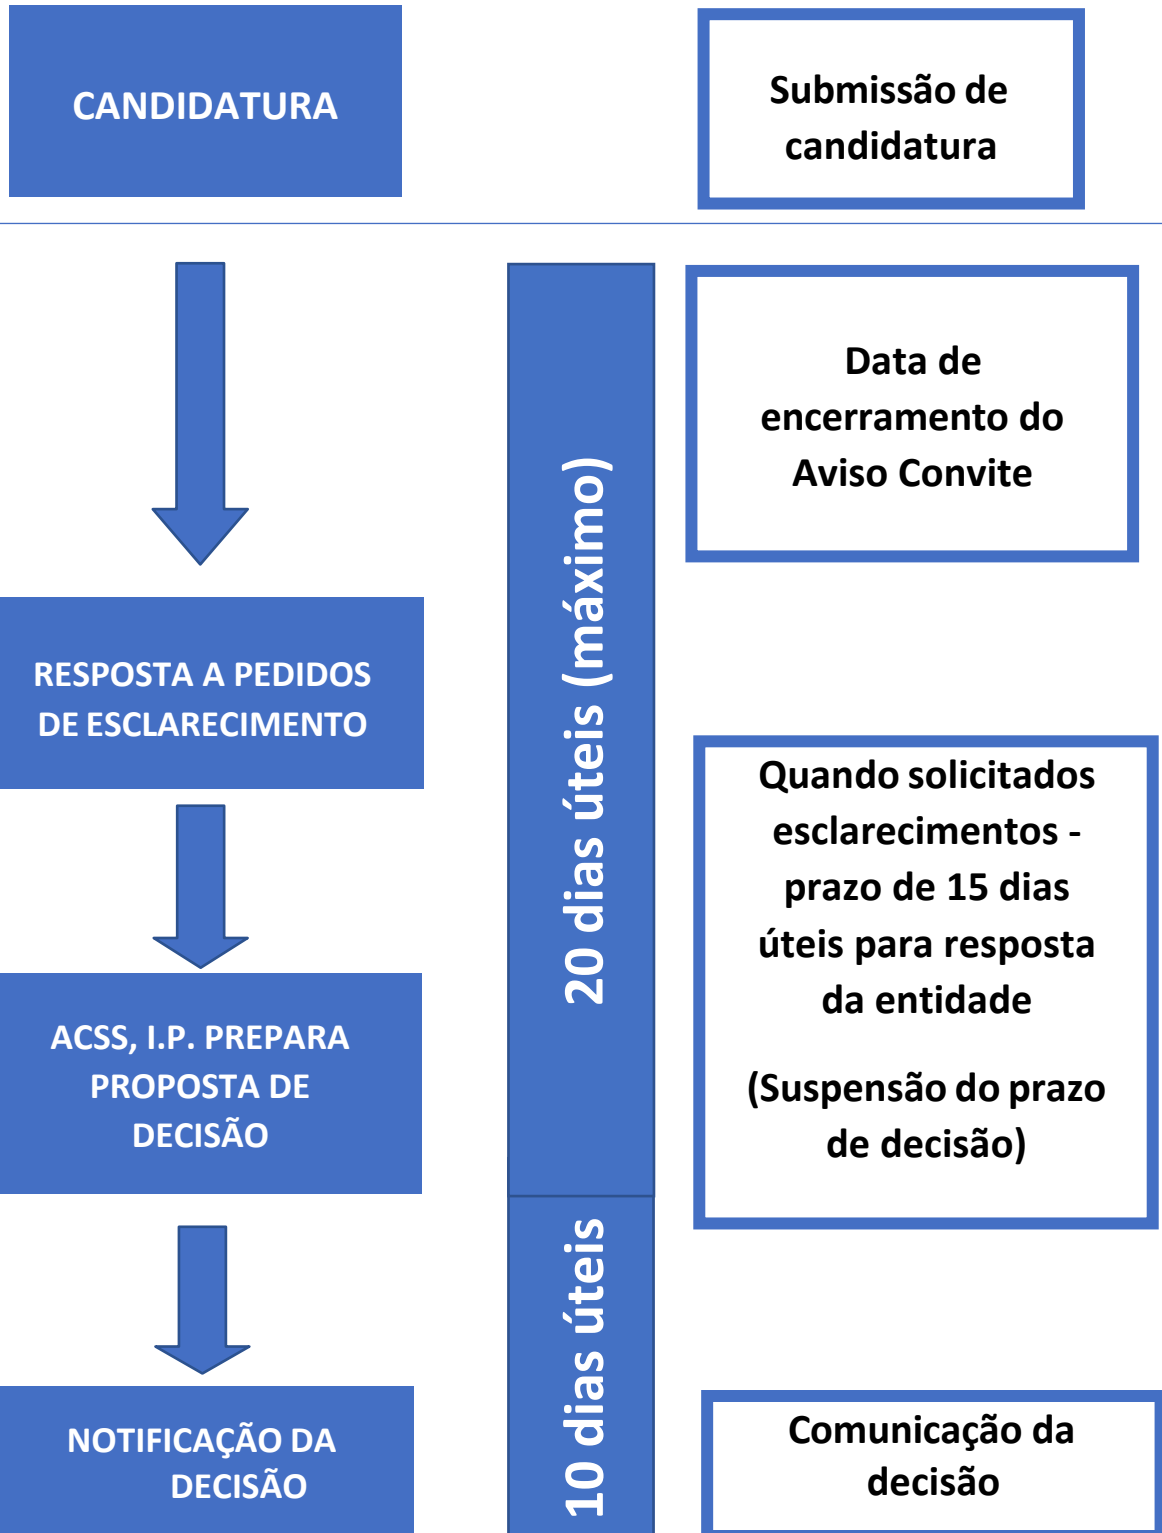 CANDIDATURA
Submissão de
candidatura
Data de
encerramento do
Aviso Convite
20 dias úteis (máximo)
RESPOSTA A PEDIDOS
DE ESCLARECIMENTO
Quando solicitados
esclarecimentos -
prazo de 15 dias
úteis para resposta
da entidade
(Suspensão do prazo
de decisão)
ACSS, I.P. PREPARA
PROPOSTA DE
DECISÃO
10 dias úteis
NOTIFICAÇÃO DA
DECISÃO
Comunicação da
decisão